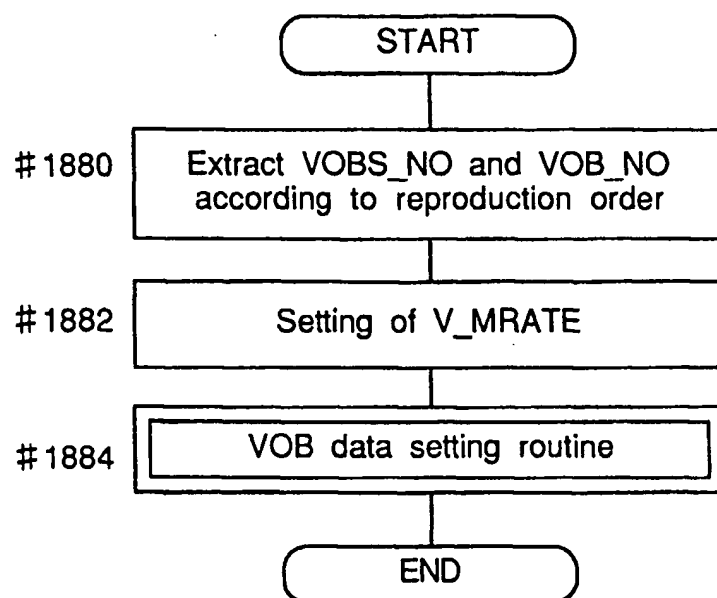 START
#1880
Extract VOBS_NO and VOB_NO
according to reproduction order
#1882
Setting of V_MRATE
#1884
VOB data setting routine
END